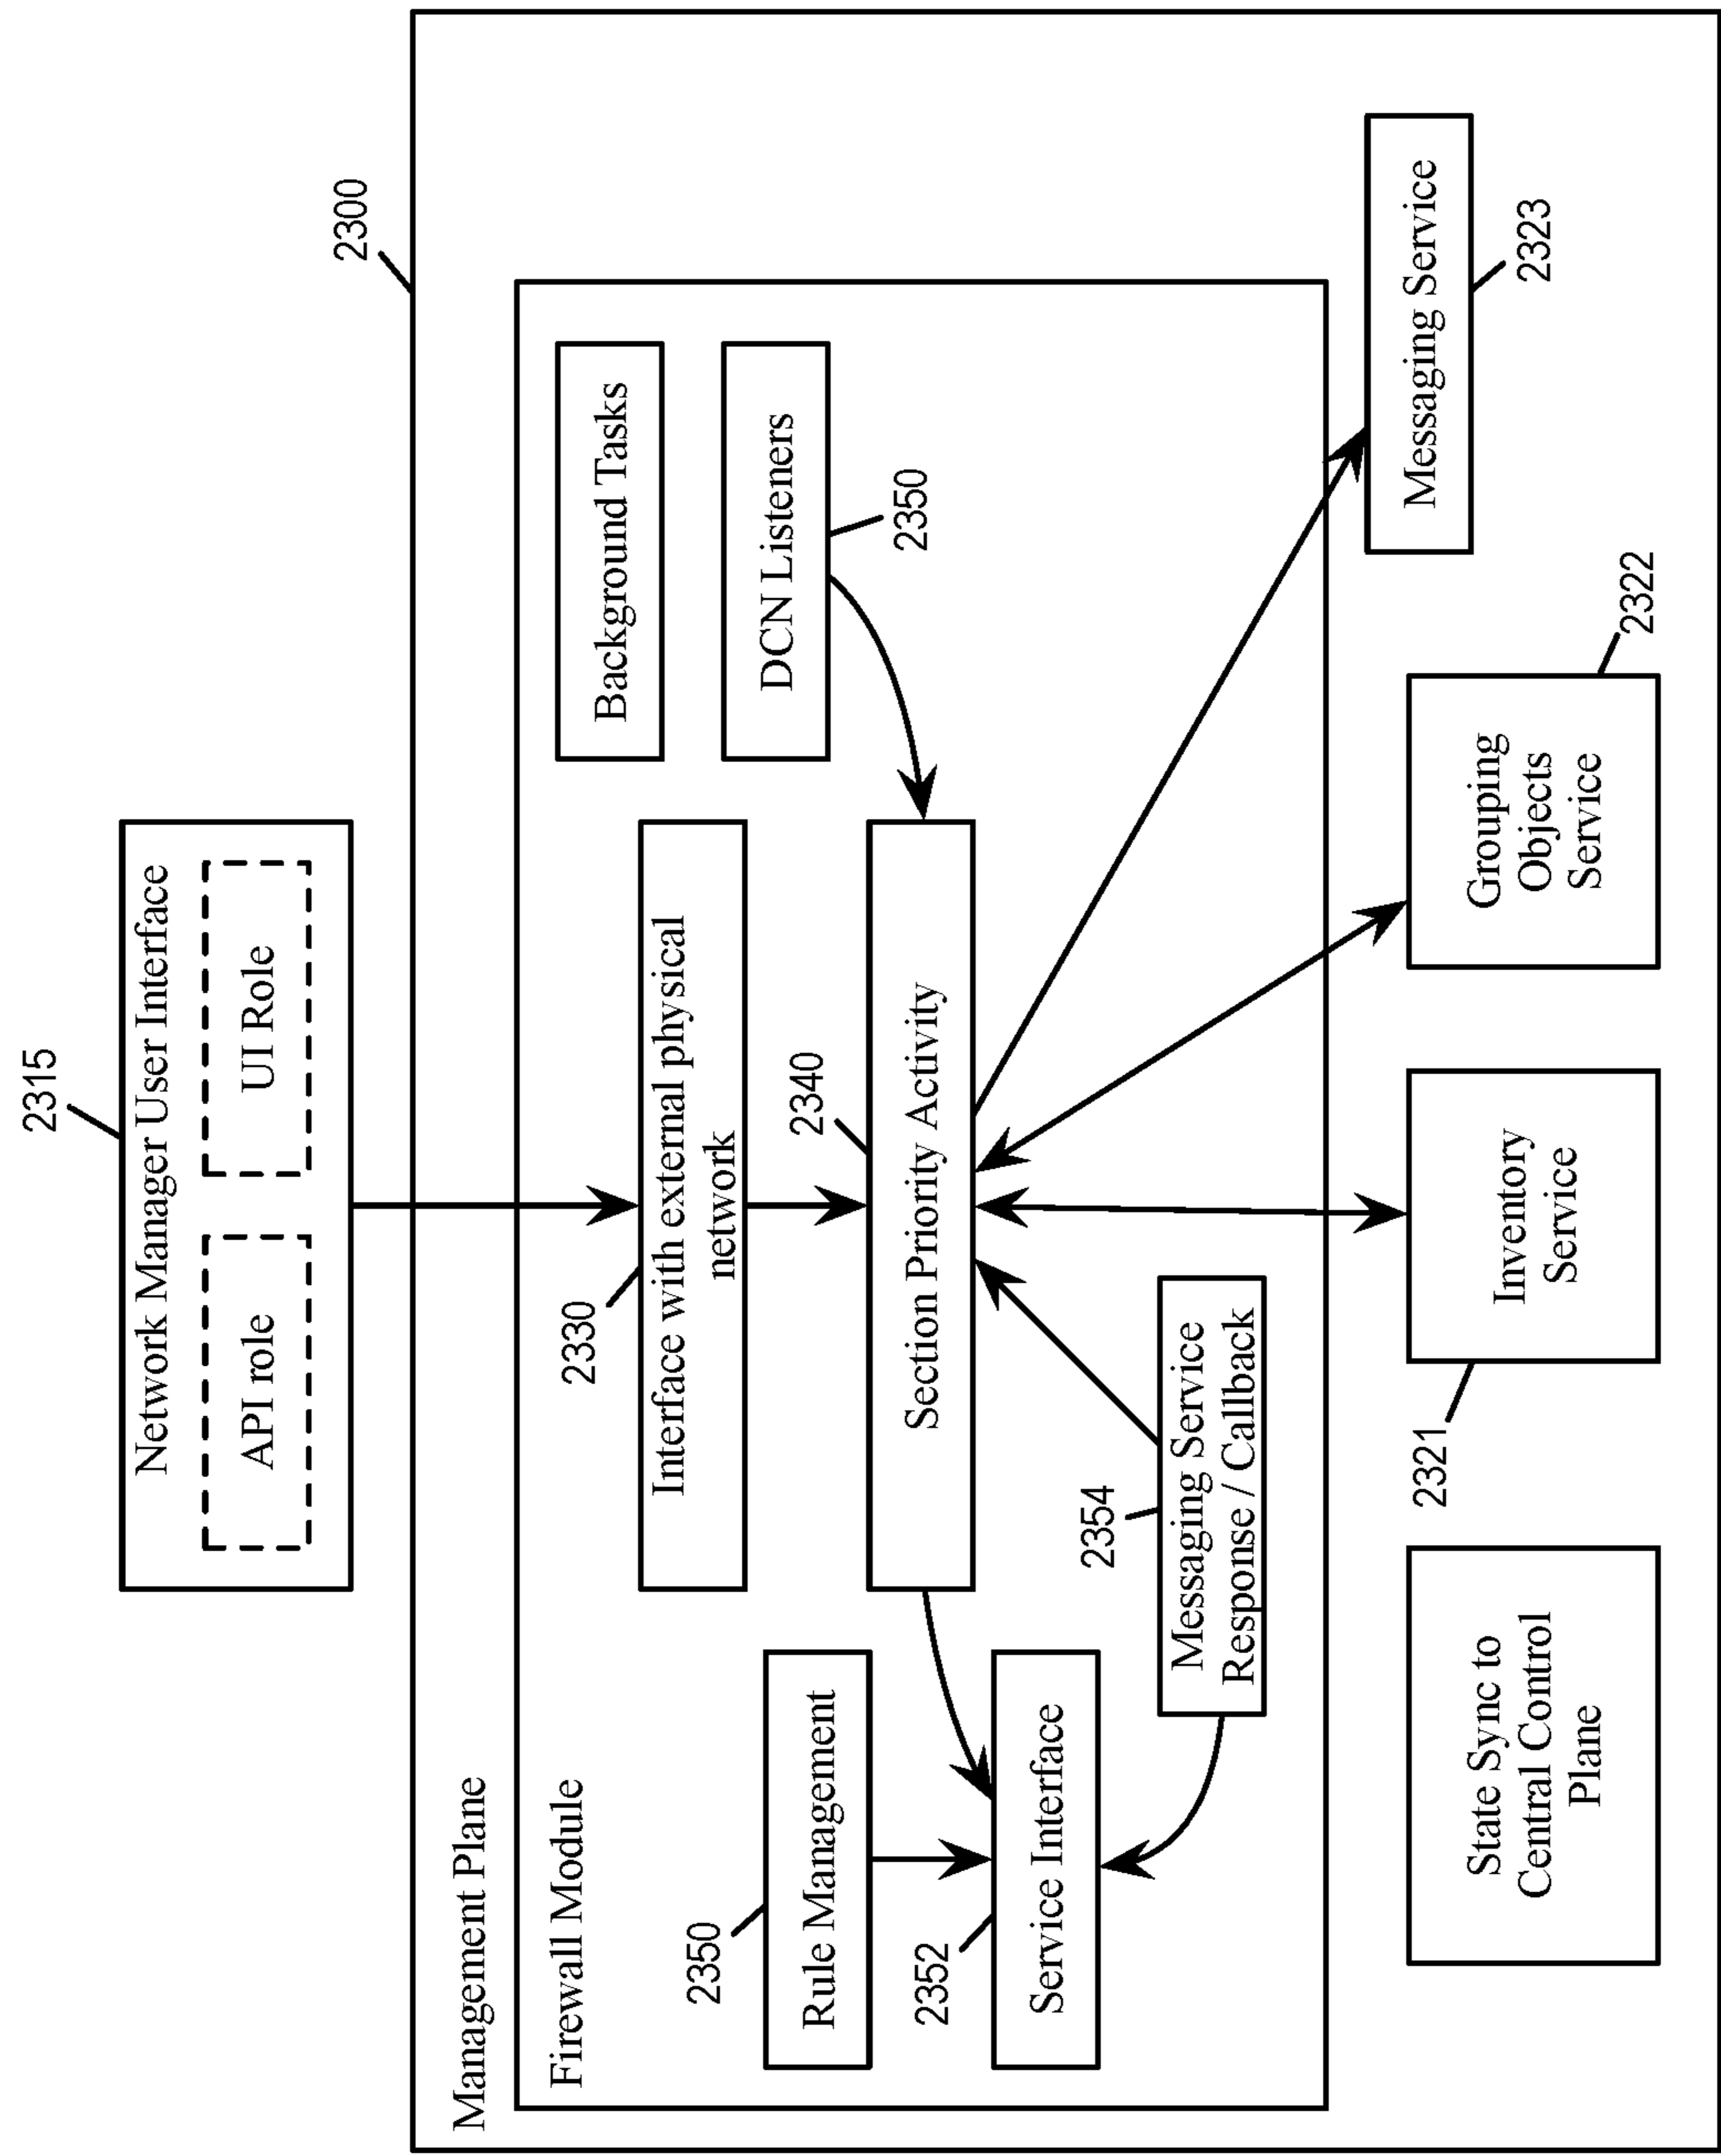 2315
Network Manager User Interface
API role
UI Role
2300
Management Plane
Firewall Module
2330
Interface with external physical
network
Background Tasks
2350
Rule Management
2340
Section Priority Activity
DCN Listeners
2350
2352
Service Interface
2354
Messaging Service
Response / Callback
State Sync to
Central Control
Plane
2321
Inventory
Service
Grouping
Objects
Service
2322
Messaging Service
2323